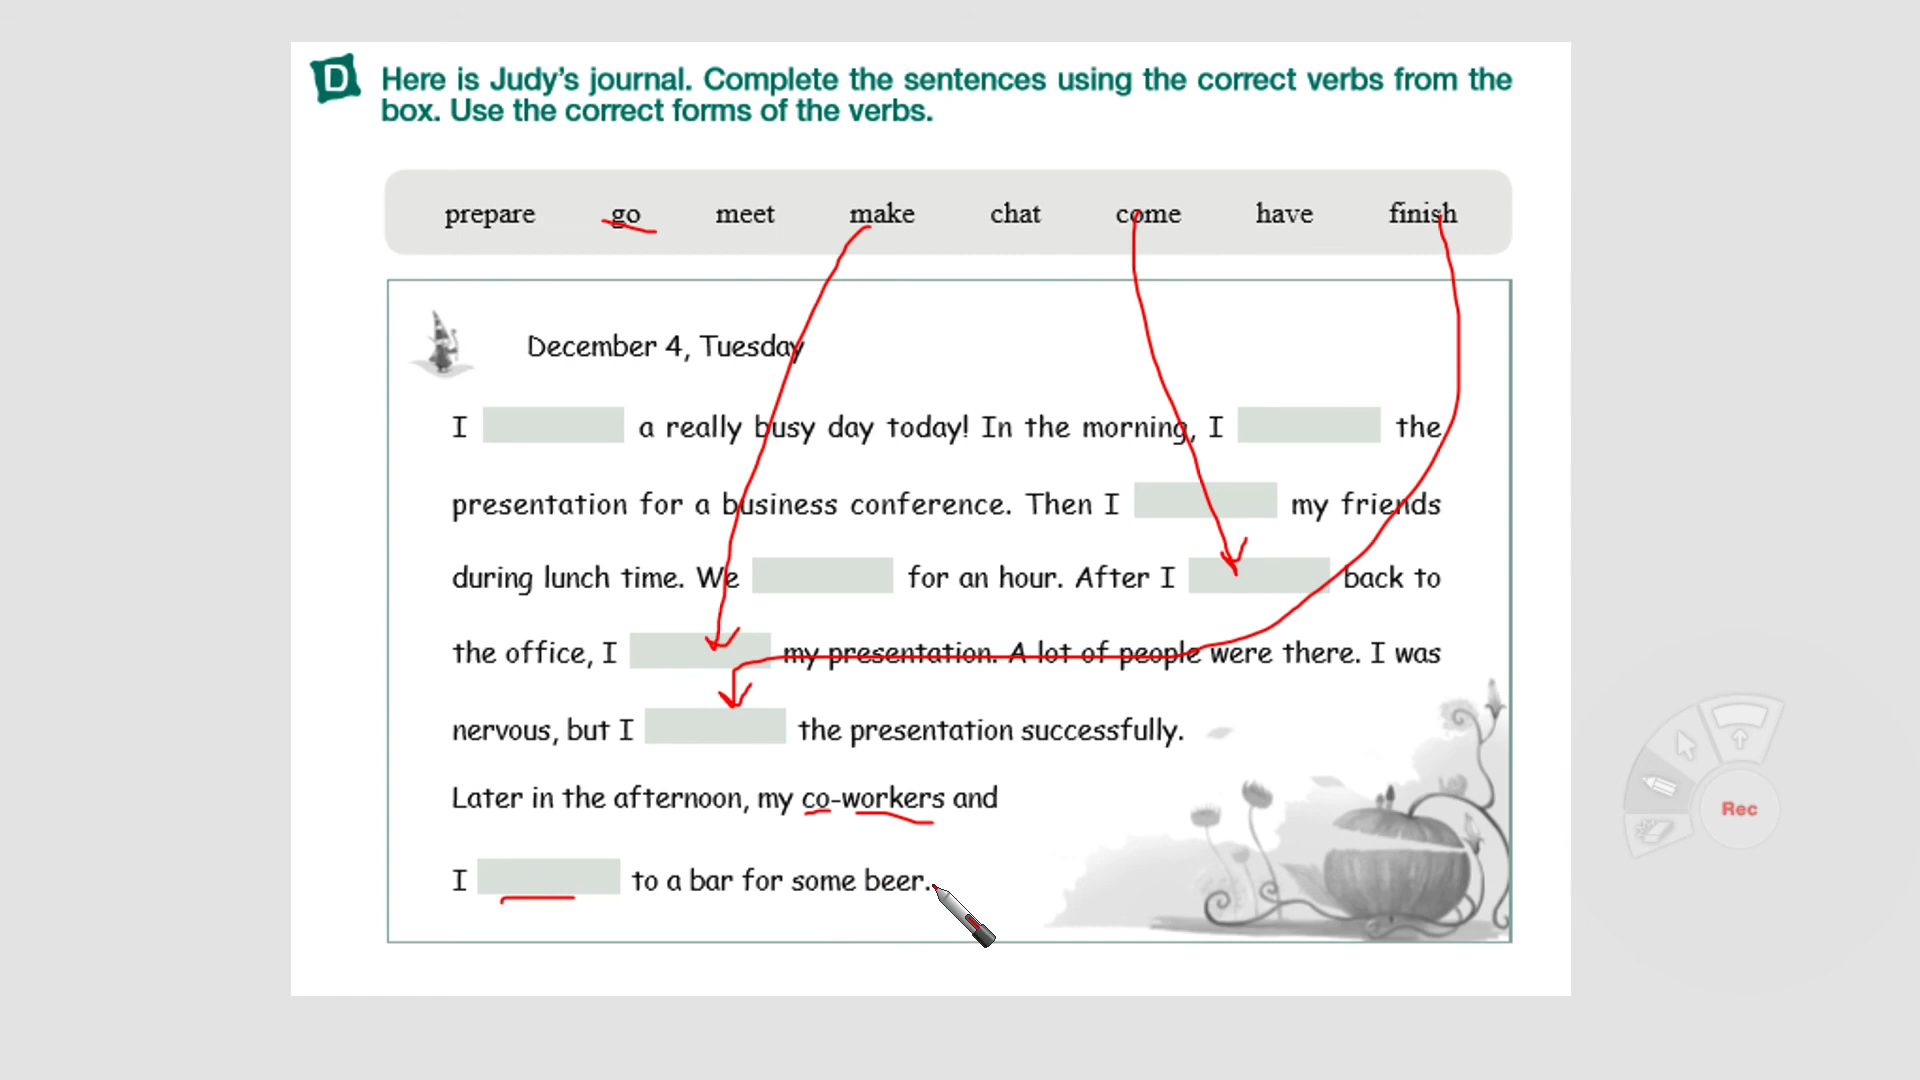 D Here is Judy's journal. Complete the sentences using the correct verbs from the
box. Use the correct forms of the verbs.
prepare go meet make chat come have finish
December 4, Tuesday
I a really busy day today! In the morning, I the
presentation for a business conference. Then I my friends
during lunch time. We for an hour. After I back to
the office, I my presentation. A lot of people were there. I was
nervous, but I the presentation successfully.
Later in the afternoon, my co-workers and
I to a bar for some beer.
Rec